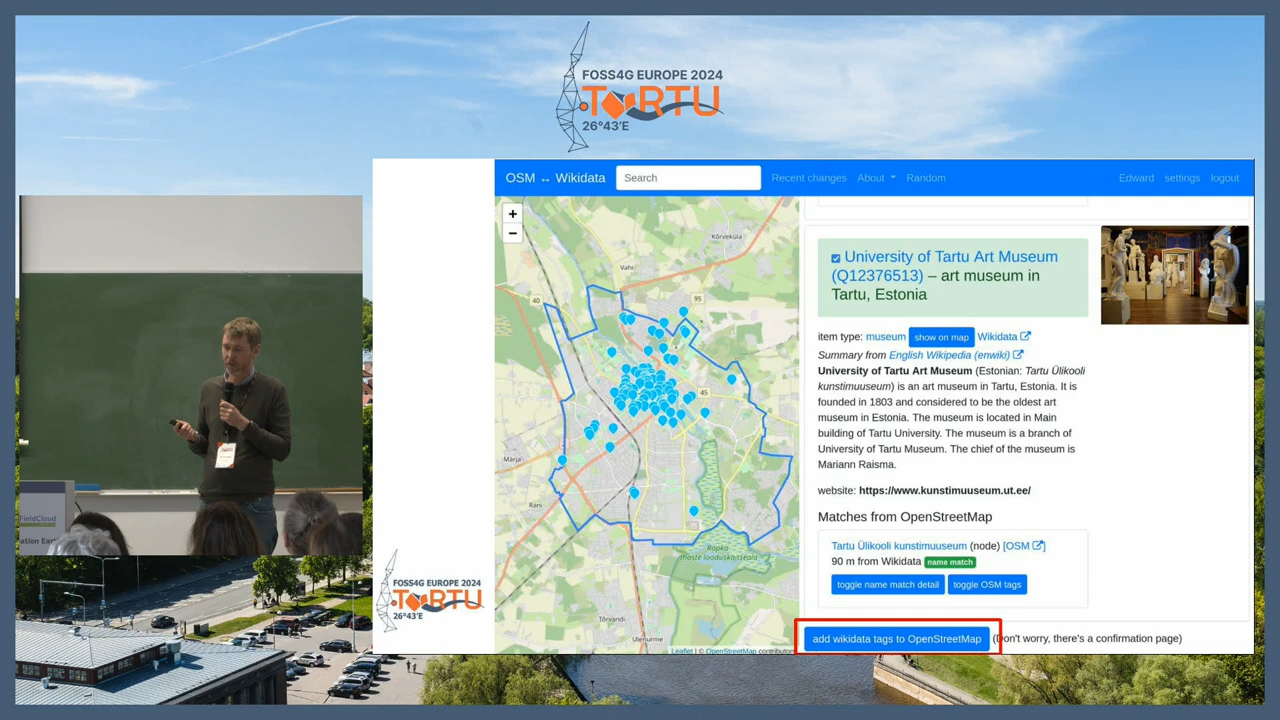 FOSS4G EUROPE 2024
TARTU
26°43'E
OSM ↔ Wikidata
Search
Recent changes
About
Random
Edward
settings
logout
+
−
Kõrveküla
Vahi
40
95
45
Märja
Rani
Ropka
maste looduskaitseala
Tõrvandi
Ülenurme
Leaflet | © OpenStreetMap contributors
University of Tartu Art Museum
(Q12376513) – art museum in
Tartu, Estonia
item type: museum show on map Wikidata
Summary from English Wikipedia (enwiki)
University of Tartu Art Museum (Estonian: Tartu Ülikooli
kunstimuuseum) is an art museum in Tartu, Estonia. It is
founded in 1803 and considered to be the oldest art
museum in Estonia. The museum is located in Main
building of Tartu University. The museum is a branch of
University of Tartu Museum. The chief of the museum is
Mariann Raisma.
website: https://www.kunstimuuseum.ut.ee/
Matches from OpenStreetMap
Tartu Ülikooli kunstimuuseum (node) [OSM]
90 m from Wikidata name match
toggle name match detail toggle OSM tags
add wikidata tags to OpenStreetMap (Don't worry, there's a confirmation page)
FieldCloud
ation Ear
FOSS4G EUROPE 2024
TARTU
26°43'E